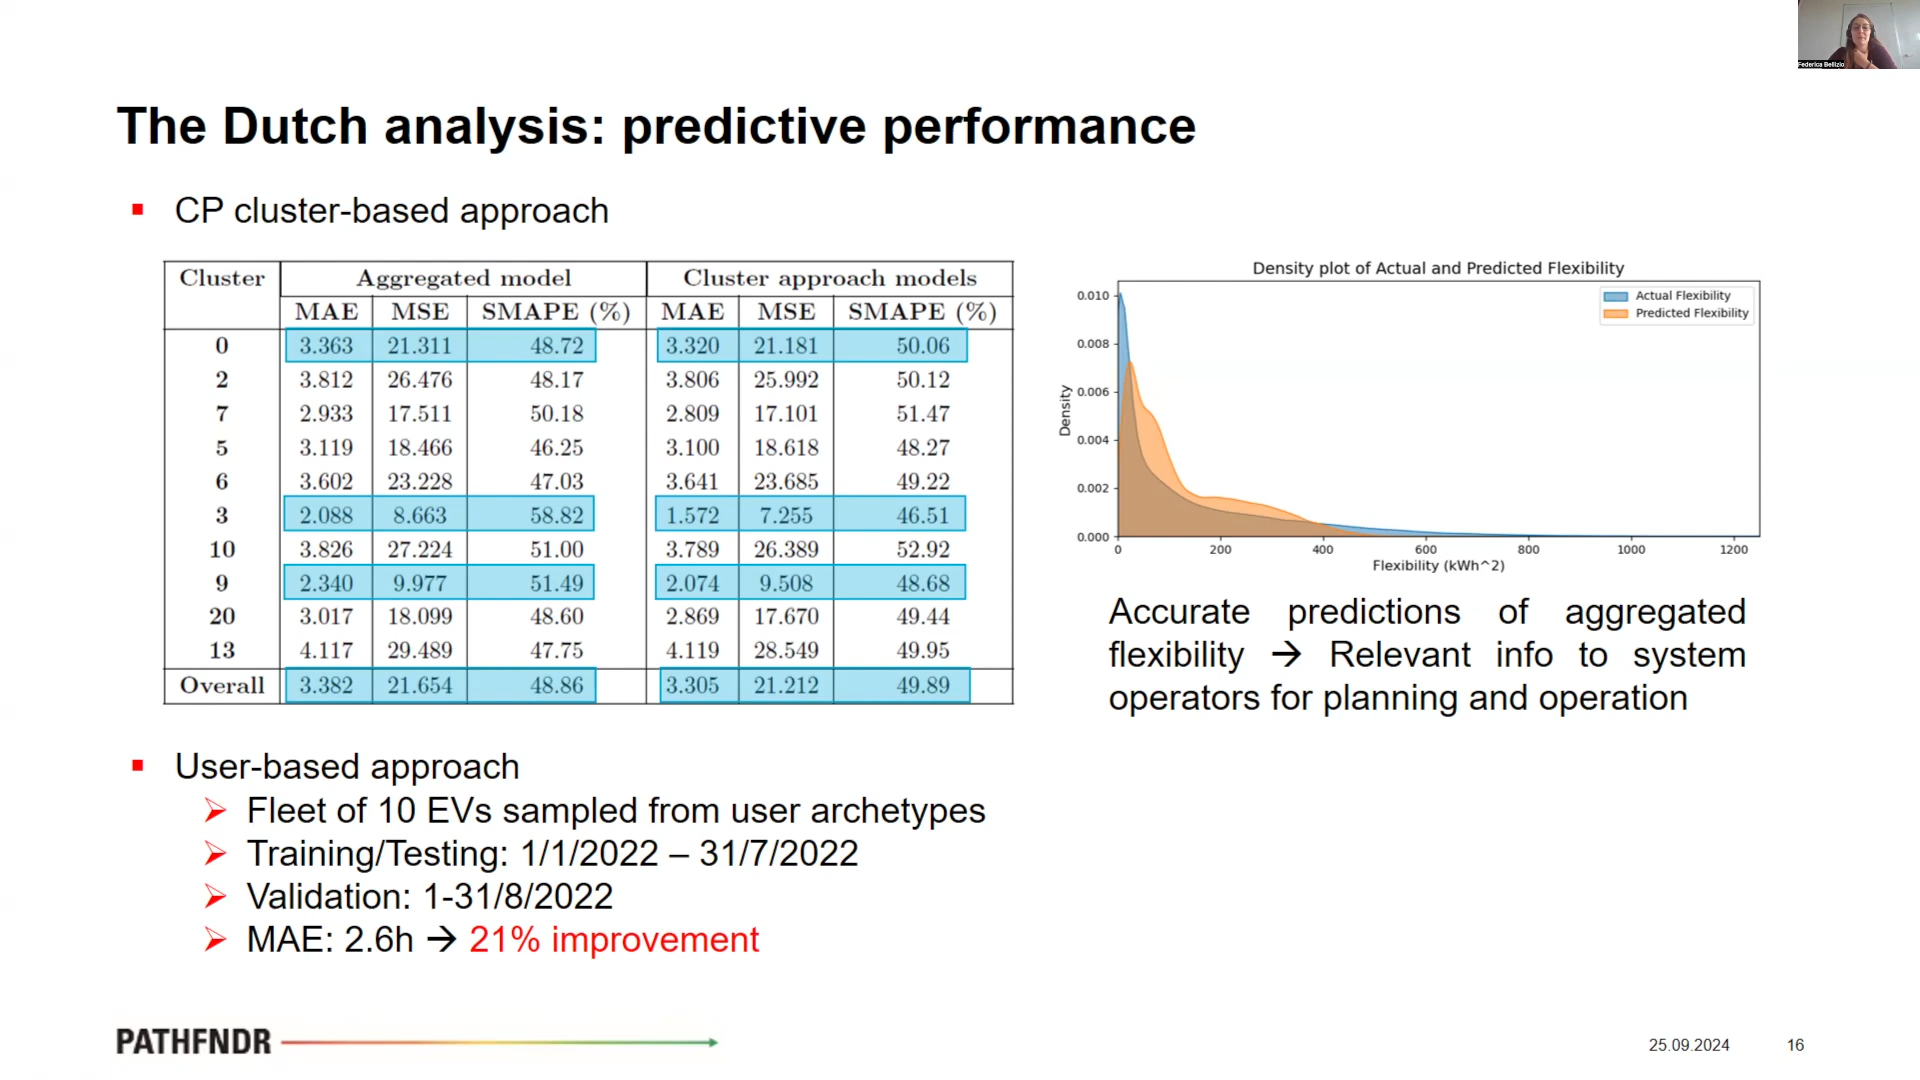 Federica Bellizio
The Dutch analysis: predictive performance
▪ CP cluster-based approach
Cluster Aggregated model Cluster approach models
MAE MSE SMAPE (%) MAE MSE SMAPE (%)
0 3.363 21.311 48.72 3.320 21.181 50.06
2 3.812 26.476 48.17 3.806 25.992 50.12
7 2.933 17.511 50.18 2.809 17.101 51.47
5 3.119 18.466 46.25 3.100 18.618 48.27
6 3.602 23.228 47.03 3.641 23.685 49.22
3 2.088 8.663 58.82 1.572 7.255 46.51
10 3.826 27.224 51.00 3.789 26.389 52.92
9 2.340 9.977 51.49 2.074 9.508 48.68
20 3.017 18.099 48.60 2.869 17.670 49.44
13 4.117 29.489 47.75 4.119 28.549 49.95
Overall 3.382 21.654 48.86 3.305 21.212 49.89
Density plot of Actual and Predicted Flexibility
Actual Flexibility
Predicted Flexibility
Density
0.010
0.008
0.006
0.004
0.002
0.000
0 200 400 600 800 1000 1200
Flexibility (kWh^2)
Accurate predictions of aggregated
flexibility → Relevant info to system
operators for planning and operation
▪ User-based approach
➢ Fleet of 10 EVs sampled from user archetypes
➢ Training/Testing: 1/1/2022 – 31/7/2022
➢ Validation: 1-31/8/2022
➢ MAE: 2.6h → 21% improvement
PATHFNDR
25.09.2024 16